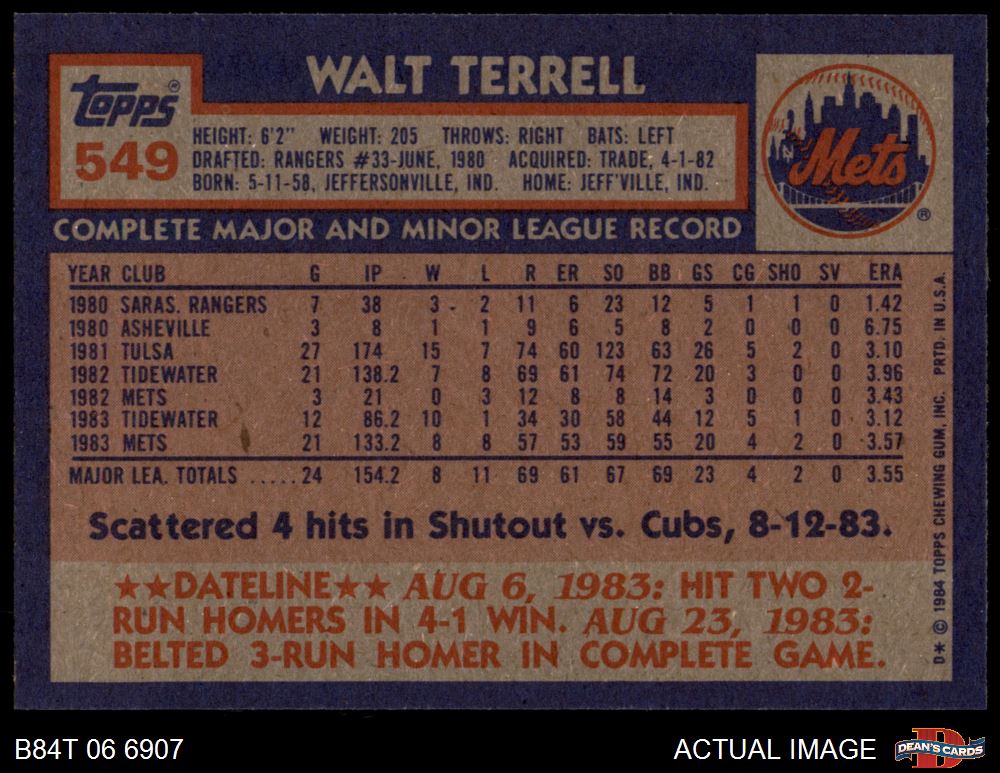 WALT TERRELL
TOPPS®
549
HEIGHT: 6'2" WEIGHT: 205 THROWS: RIGHT BATS: LEFT
DRAFTED: RANGERS #33-JUNE, 1980 ACQUIRED: TRADE, 4-1-82
BORN: 5-11-58, JEFFERSONVILLE, IND. HOME: JEFF'VILLE, IND.
NY Mets ®
COMPLETE MAJOR AND MINOR LEAGUE RECORD
YEAR CLUB G IP W L R ER SO BB GS CG SHO SV ERA
1980 SARAS. RANGERS 7 38 3 2 11 6 23 12 5 1 1 0 1.42
1980 ASHEVILLE 3 8 1 1 9 6 5 8 2 0 0 0 6.75
1981 TULSA 27 174 15 7 74 60 123 63 26 5 2 0 3.10
1982 TIDEWATER 21 138.2 7 8 69 61 74 72 20 3 0 0 3.96
1982 METS 3 21 0 3 12 8 8 14 3 0 0 0 3.43
1983 TIDEWATER 12 86.2 10 1 34 30 58 44 12 5 1 0 3.12
1983 METS 21 133.2 8 8 57 53 59 55 20 4 2 0 3.57
MAJOR LEA. TOTALS ..... 24 154.2 8 11 69 61 67 69 23 4 2 0 3.55
Scattered 4 hits in Shutout vs. Cubs, 8-12-83.
★★DATELINE★★ AUG 6, 1983: HIT TWO 2-
RUN HOMERS IN 4-1 WIN. AUG 23, 1983:
BELTED 3-RUN HOMER IN COMPLETE GAME.
D* © 1984 TOPPS CHEWING GUM, INC. PRTD. IN U.S.A.
B84T 06 6907
ACTUAL IMAGE
D
DEAN'S CARDS